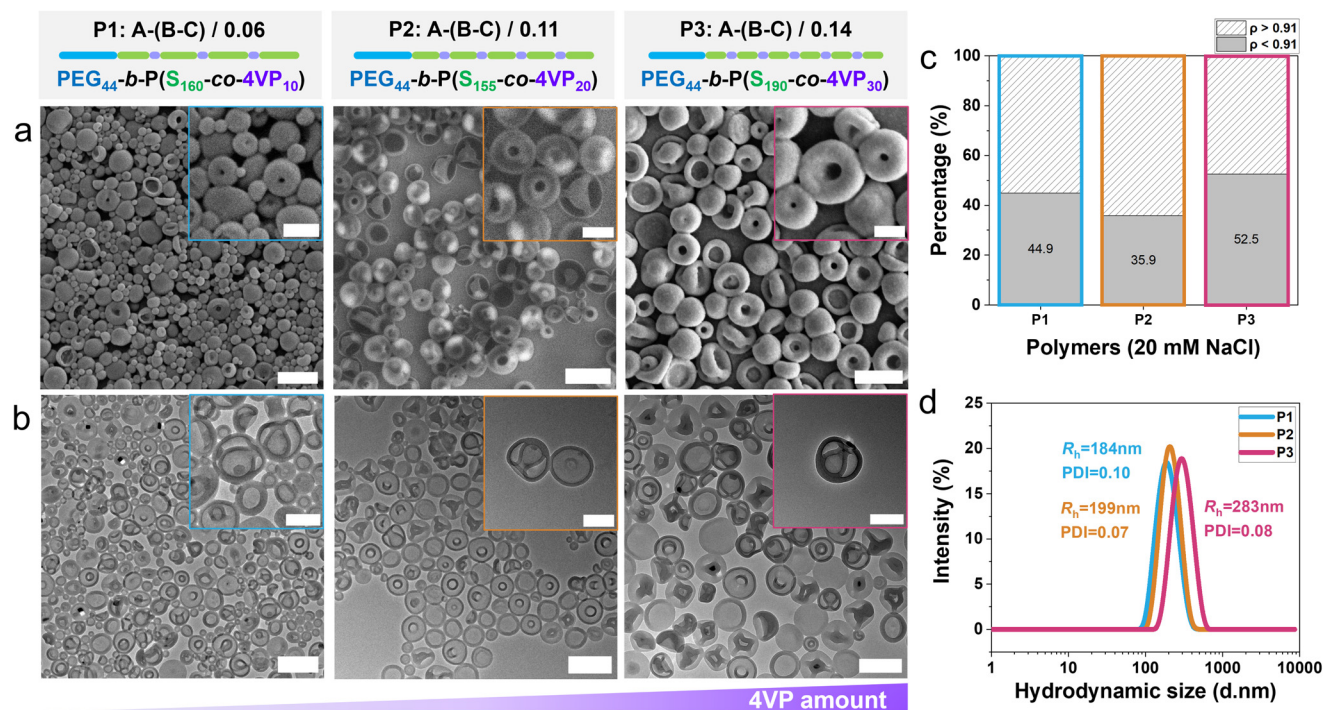 P1: A-(B-C) / 0.06
PEG44-b-P(S160-co-4VP10)
P2: A-(B-C) / 0.11
PEG44-b-P(S155-co-4VP20)
P3: A-(B-C) / 0.14
PEG44-b-P(S190-co-4VP30)
a
b
4VP amount
c
ρ > 0.91
ρ < 0.91
Percentage (%)
100
80
60
40
20
0
44.9
35.9
52.5
P1
P2
P3
Polymers (20 mM NaCl)
d
Intensity (%)
25
20
15
10
5
0
P1
P2
P3
Rh=184nm
PDI=0.10
Rh=199nm
PDI=0.07
Rh=283nm
PDI=0.08
1
10
100
1000
10000
Hydrodynamic size (d.nm)